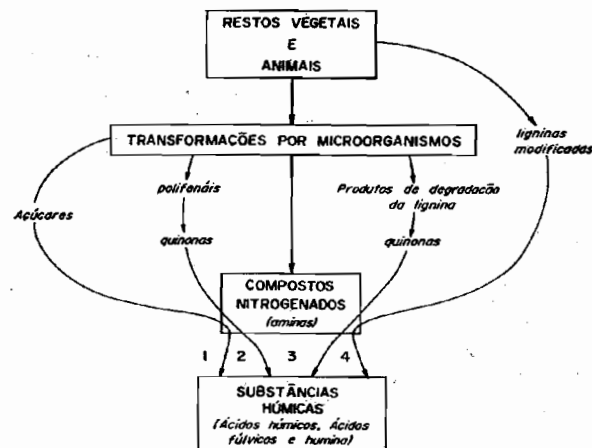 RESTOS VEGETAIS
E
ANIMAIS
TRANSFORMAÇÕES POR MICROORGANISMOS
ligninas
modificadas
Açúcares
polifenáis
Produtos de degradação
da lignina
quinonas
quinonas
COMPOSTOS
NITROGENADOS
(aminas)
1 2 3 4
SUBSTÂNCIAS
HÚMICAS
(Ácidos húmicos, Ácidos
fúlvicos e humina)